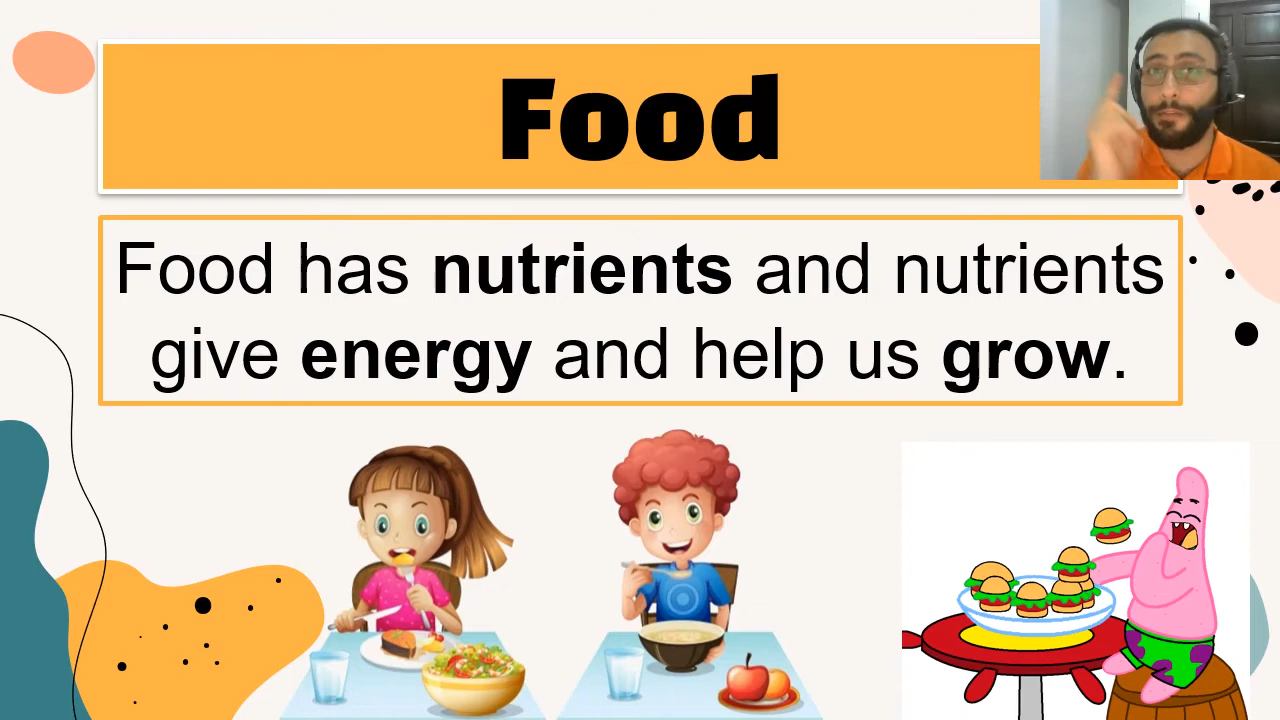 Food
Food has nutrients and nutrients
give energy and help us grow.